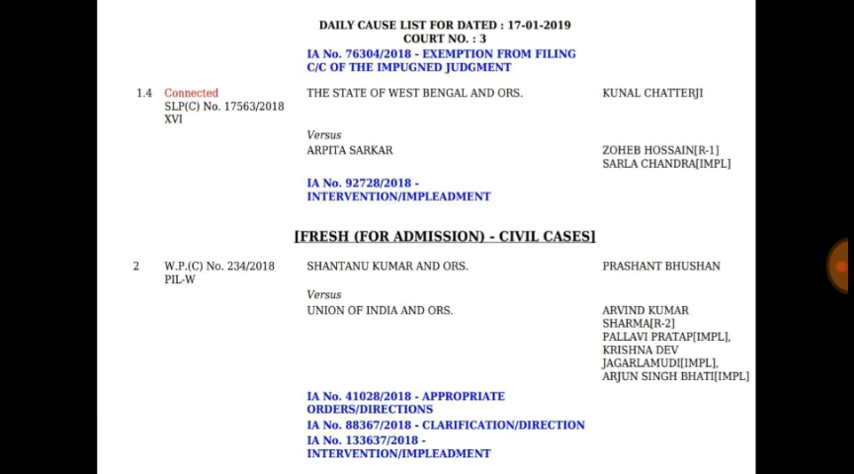 DAILY CAUSE LIST FOR DATED : 17-01-2019
COURT NO. : 3
IA No. 76304/2018 - EXEMPTION FROM FILING
C/C OF THE IMPUGNED JUDGMENT
1.4 Connected THE STATE OF WEST BENGAL AND ORS. KUNAL CHATTERJI
SLP(C) No. 17563/2018
XVI
Versus
ARPITA SARKAR ZOHEB HOSSAIN[R-1]
SARLA CHANDRA[IMPL]
IA No. 92728/2018 -
INTERVENTION/IMPLEADMENT
[FRESH (FOR ADMISSION) - CIVIL CASES]
2 W.P.(C) No. 234/2018 SHANTANU KUMAR AND ORS. PRASHANT BHUSHAN
PIL-W
Versus
UNION OF INDIA AND ORS. ARVIND KUMAR
SHARMA[R-2]
PALLAVI PRATAP[IMPL],
KRISHNA DEV
JAGARLAMUDI[IMPL],
ARJUN SINGH BHATI[IMPL]
IA No. 41028/2018 - APPROPRIATE
ORDERS/DIRECTIONS
IA No. 88367/2018 - CLARIFICATION/DIRECTION
IA No. 133637/2018 -
INTERVENTION/IMPLEADMENT